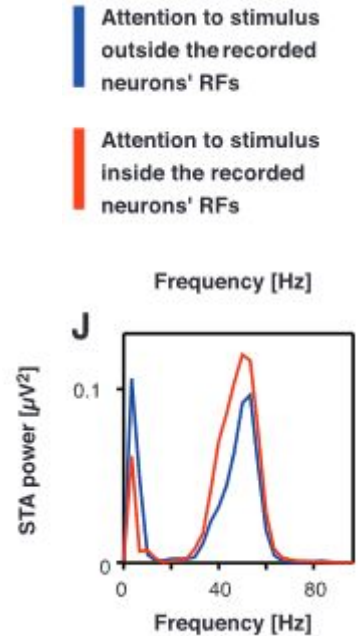 Attention to stimulus
outside the recorded
neurons' RFs
Attention to stimulus
inside the recorded
neurons' RFs
Frequency [Hz]
J
STA power [µV²]
0.1
0
0 40 80
Frequency [Hz]